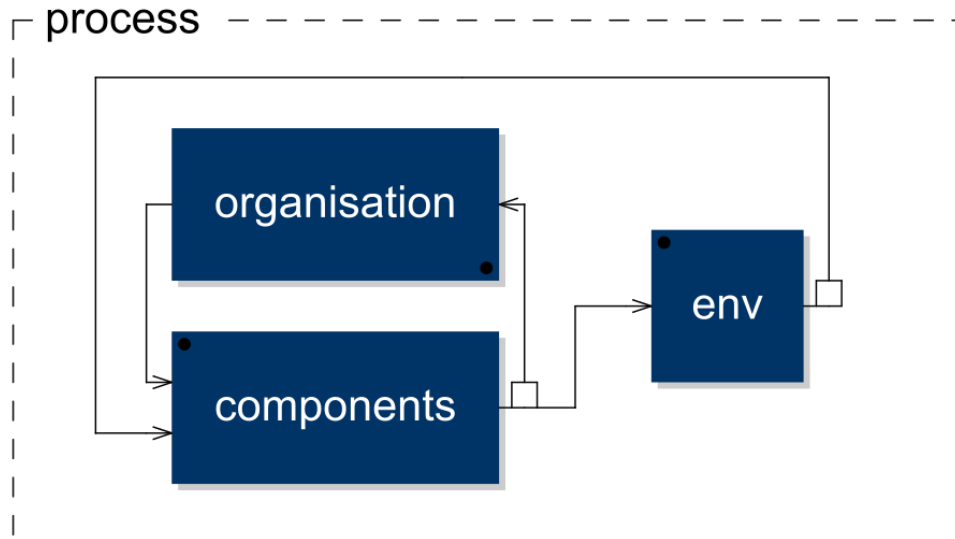 process
organisation
env
components